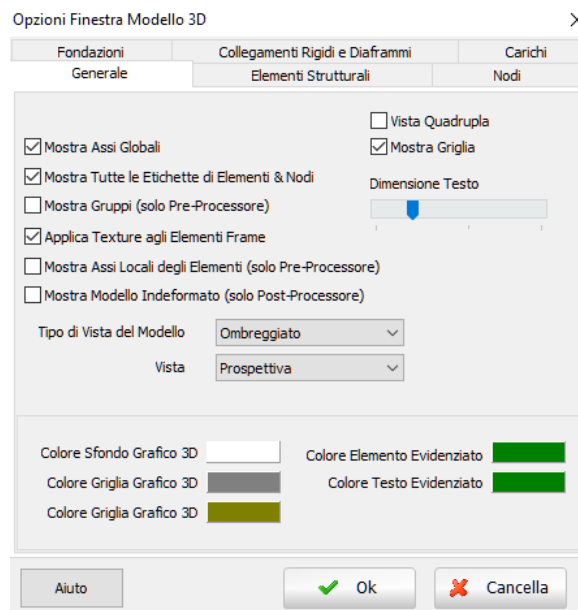 Opzioni Finestra Modello 3D
Fondazioni
Collegamenti Rigidi e Diaframmi
Carichi
Generale
Elementi Strutturali
Nodi
Vista Quadrupla
Mostra Assi Globali
Mostra Griglia
Mostra Tutte le Etichette di Elementi & Nodi
Dimensione Testo
Mostra Gruppi (solo Pre-Processore)
Applica Texture agli Elementi Frame
Mostra Assi Locali degli Elementi (solo Pre-Processore)
Mostra Modello Indeformato (solo Post-Processore)
Tipo di Vista del Modello
Ombreggiato
Vista
Prospettiva
Colore Sfondo Grafico 3D
Colore Elemento Evidenziato
Colore Griglia Grafico 3D
Colore Testo Evidenziato
Colore Griglia Grafico 3D
Aiuto
Ok
Cancella